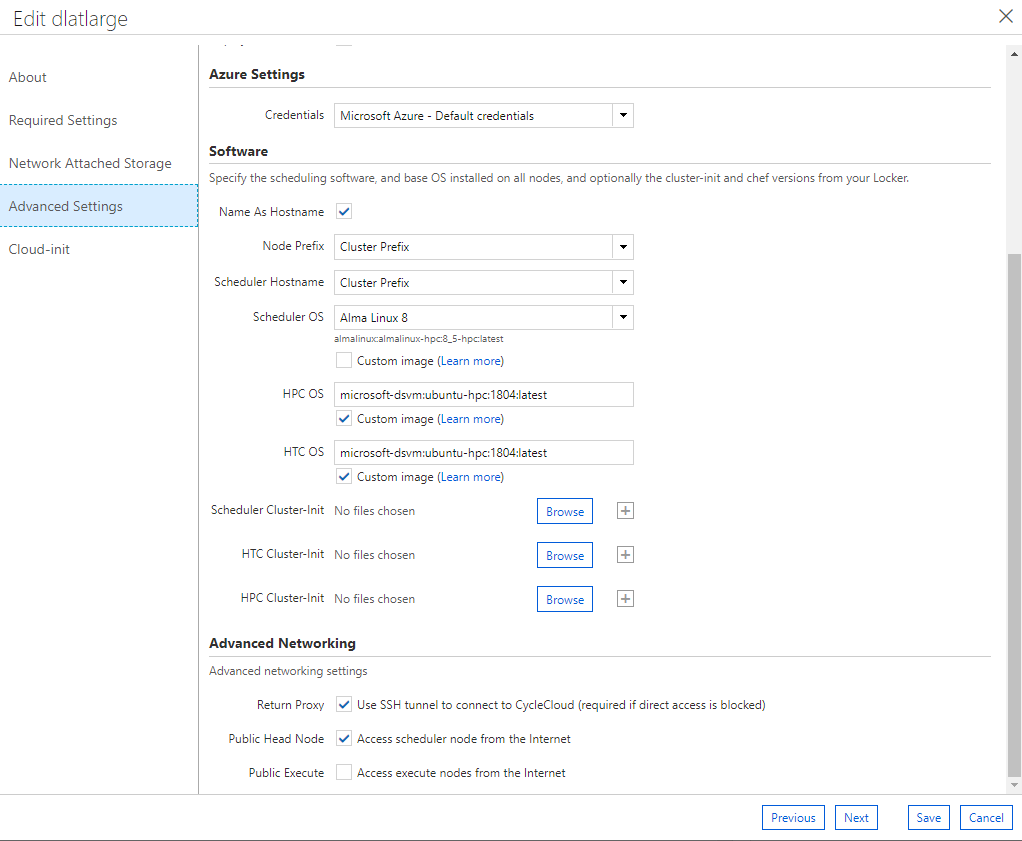 Edit dlatlarge
About
Required Settings
Network Attached Storage
Advanced Settings
Cloud-init
Azure Settings
Credentials Microsoft Azure - Default credentials
Software
Specify the scheduling software, and base OS installed on all nodes, and optionally the cluster-init and chef versions from your Locker.
Name As Hostname
Node Prefix Cluster Prefix
Scheduler Hostname Cluster Prefix
Scheduler OS Alma Linux 8
almalinux:almalinux-hpc:8_5-hpc:latest
Custom image (Learn more)
HPC OS microsoft-dsvm:ubuntu-hpc:1804:latest
Custom image (Learn more)
HTC OS microsoft-dsvm:ubuntu-hpc:1804:latest
Custom image (Learn more)
Scheduler Cluster-Init No files chosen Browse
HTC Cluster-Init No files chosen Browse
HPC Cluster-Init No files chosen Browse
Advanced Networking
Advanced networking settings
Return Proxy Use SSH tunnel to connect to CycleCloud (required if direct access is blocked)
Public Head Node Access scheduler node from the Internet
Public Execute Access execute nodes from the Internet
Previous Next Save Cancel